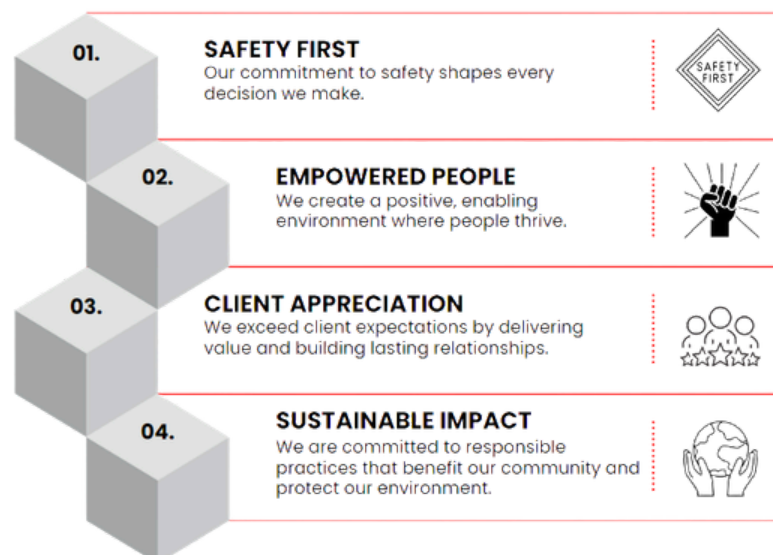 01.
SAFETY FIRST
Our commitment to safety shapes every
decision we make.
SAFETY
FIRST
02.
EMPOWERED PEOPLE
We create a positive, enabling
environment where people thrive.
03.
CLIENT APPRECIATION
We exceed client expectations by delivering
value and building lasting relationships.
04.
SUSTAINABLE IMPACT
We are committed to responsible
practices that benefit our community and
protect our environment.